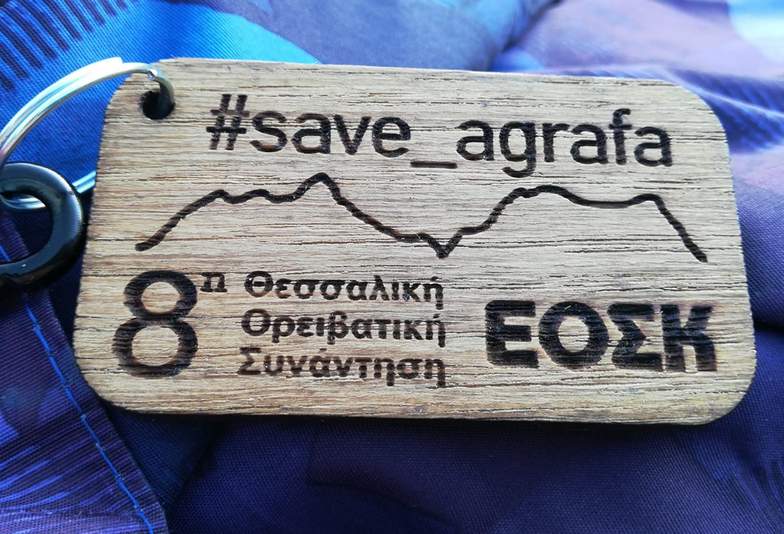 #save_agrafa
8η Θεσσαλική
Ορειβατική
Συνάντηση
ΕΟΣΚ